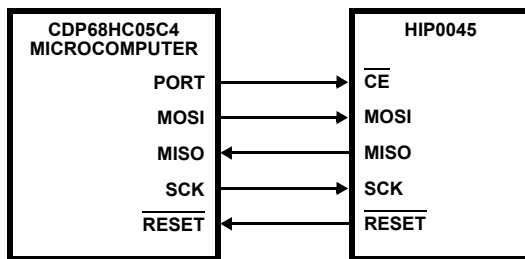 CDP68HC05C4
MICROCOMPUTER
PORT
MOSI
MISO
SCK
RESET
HIP0045
CE
MOSI
MISO
SCK
RESET